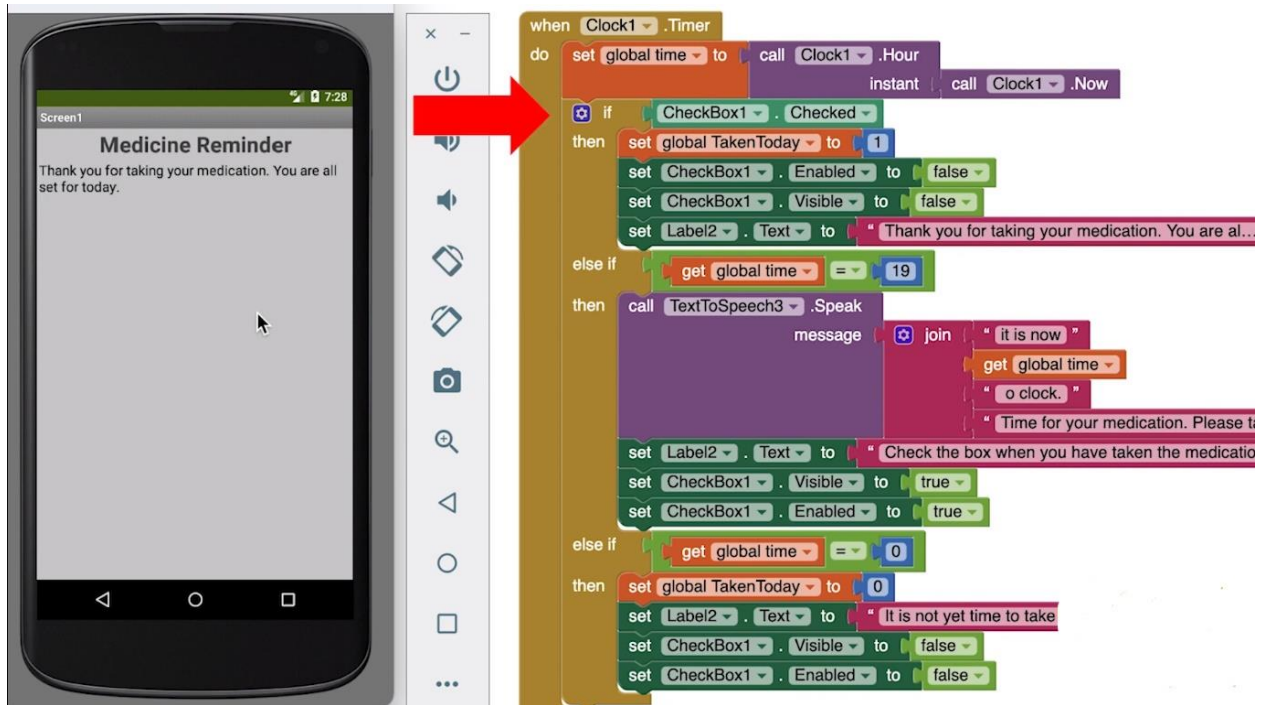 7:28
Screen1
Medicine Reminder
Thank you for taking your medication. You are all
set for today.
when Clock1 .Timer
do set global time to call Clock1 .Hour
instant call Clock1 .Now
if CheckBox1 . Checked
then set global TakenToday to 1
set CheckBox1 . Enabled to false
set CheckBox1 . Visible to false
set Label2 . Text to " Thank you for taking your medication. You are al...
else if get global time = 19
then call TextToSpeech3 .Speak
message join " it is now "
get global time
" o clock. "
" Time for your medication. Please
set Label2 . Text to " Check the box when you have taken the medicatio
set CheckBox1 . Visible to true
set CheckBox1 . Enabled to true
else if get global time = 0
then set global TakenToday to 0
set Label2 . Text to " It is not yet time to take
set CheckBox1 . Visible to false
set CheckBox1 . Enabled to false